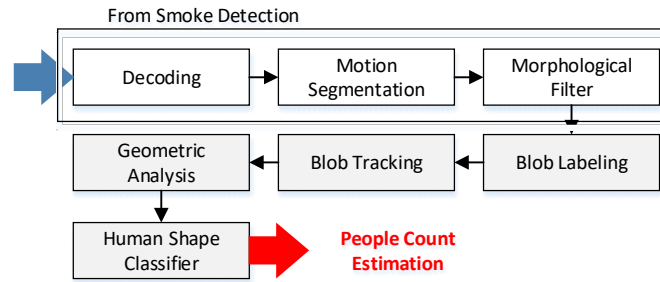 From Smoke Detection
Decoding
Motion
Segmentation
Morphological
Filter
Geometric
Analysis
Blob Tracking
Blob Labeling
Human Shape
Classifier
People Count
Estimation